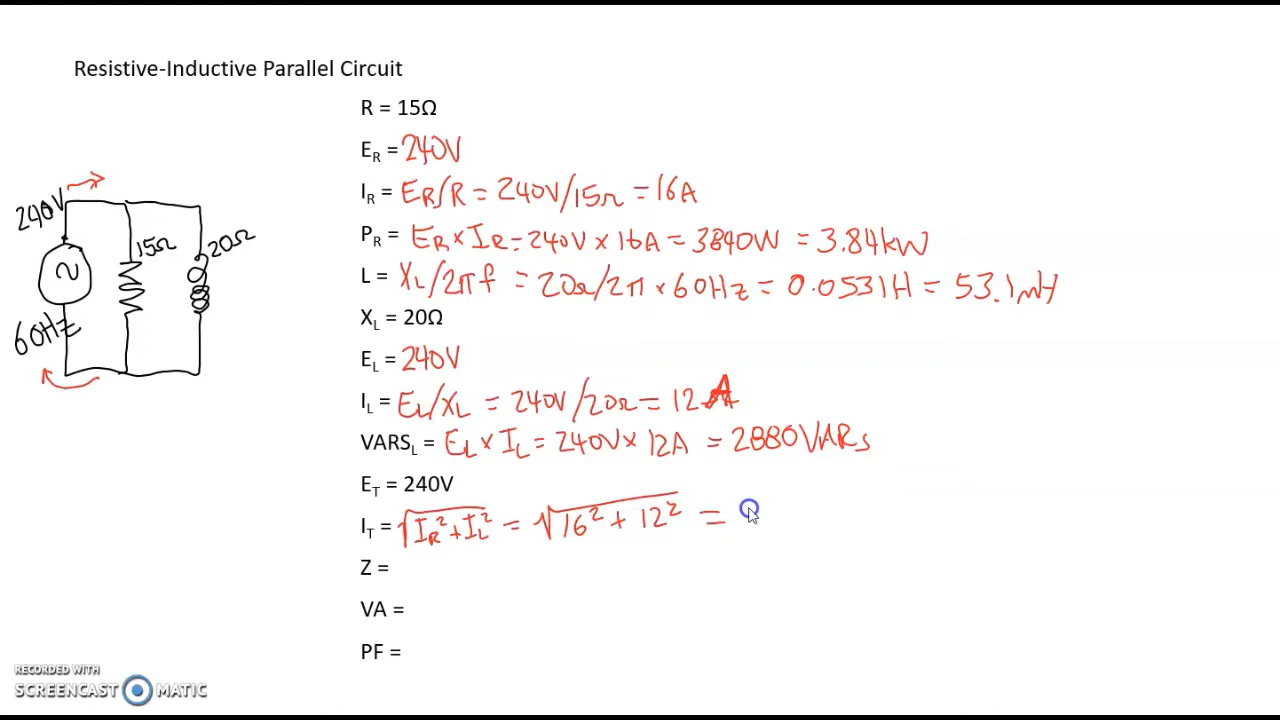 Resistive-Inductive Parallel Circuit
R = 15Ω
E_R = 240V
I_R = E_R/R = 240V/15Ω = 16A
P_R = E_R × I_R = 240V × 16A = 3840W = 3.84kW
L = X_L/2πf = 20Ω/2π × 60Hz = 0.0531H = 53.1mH
X_L = 20Ω
E_L = 240V
I_L = E_L/X_L = 240V/20Ω = 12A
VARS_L = E_L × I_L = 240V × 12A = 2880VARs
E_T = 240V
I_T = √(I_R² + I_L²) = √(16² + 12²) =
Z =
VA =
PF =
240V
15Ω
20Ω
60Hz
RECORDED WITH
SCREENCAST MATIC